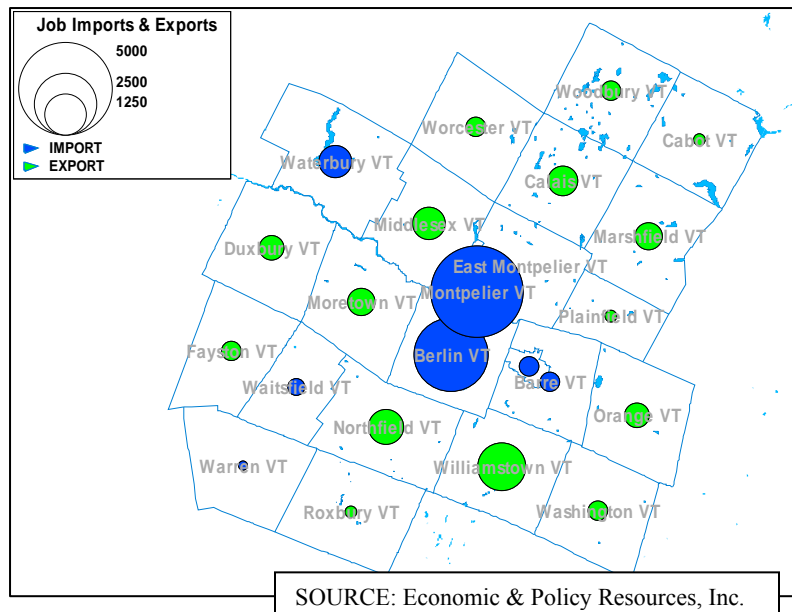 Job Imports & Exports
5000
2500
1250
IMPORT
EXPORT
Woodbury VT
Worcester VT
Cabot VT
Waterbury VT
Calais VT
Middlesex VT
Marshfield VT
Duxbury VT
East Montpelier VT
Montpelier VT
Moretown VT
Plainfield VT
Fayston VT
Berlin VT
Waitsfield VT
Barre VT
Orange VT
Northfield VT
Warren VT
Williamstown VT
Roxbury VT
Washington VT
SOURCE: Economic & Policy Resources, Inc.